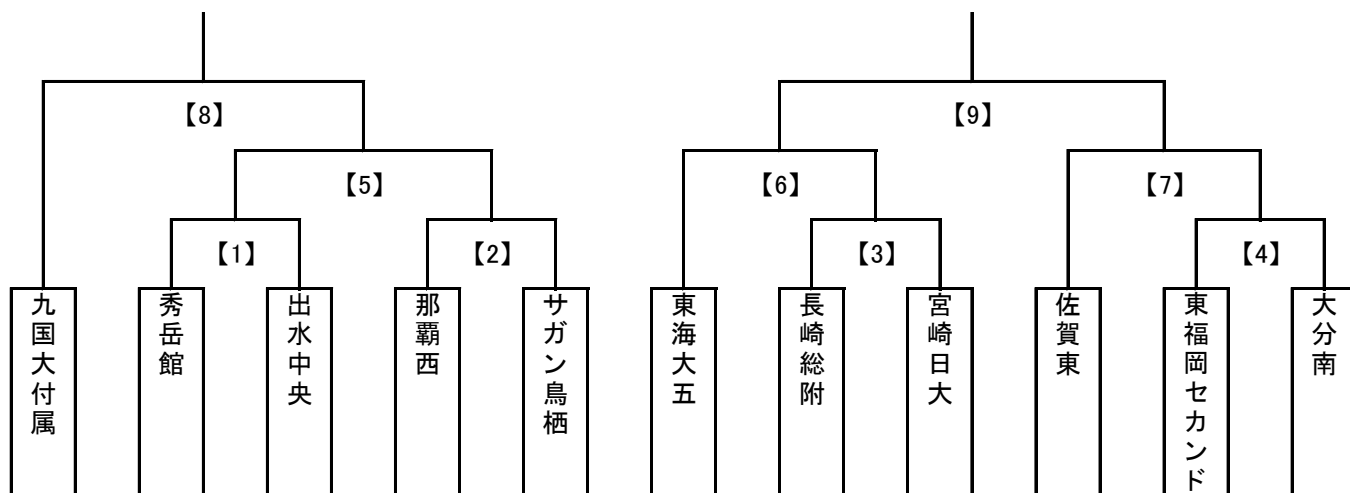 【8】
【9】
【5】
【6】
【7】
【1】
【2】
【3】
【4】
九国大付属
秀岳館
出水中央
那覇西
サガン鳥栖
東海大五
長崎総附
宮崎日大
佐賀東
東福岡セカンド
大分南